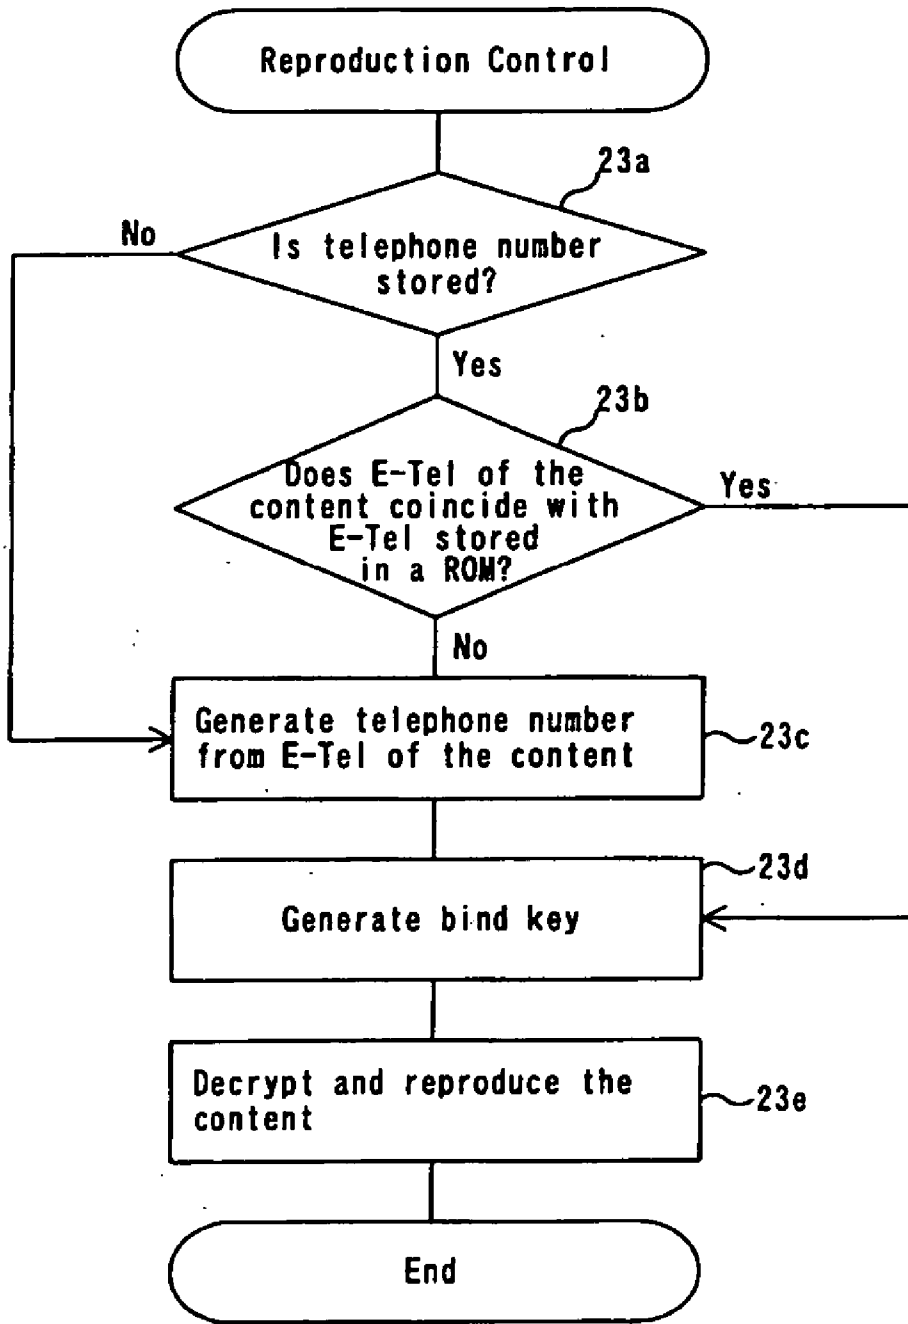 Reproduction Control
23a
No
Is telephone number
stored?
Yes
23b
Does E-Tel of the
content coincide with
E-Tel stored
in a ROM?
Yes
No
Generate telephone number
from E-Tel of the content
23c
23d
Generate bind key
Decrypt and reproduce the
content
23e
End